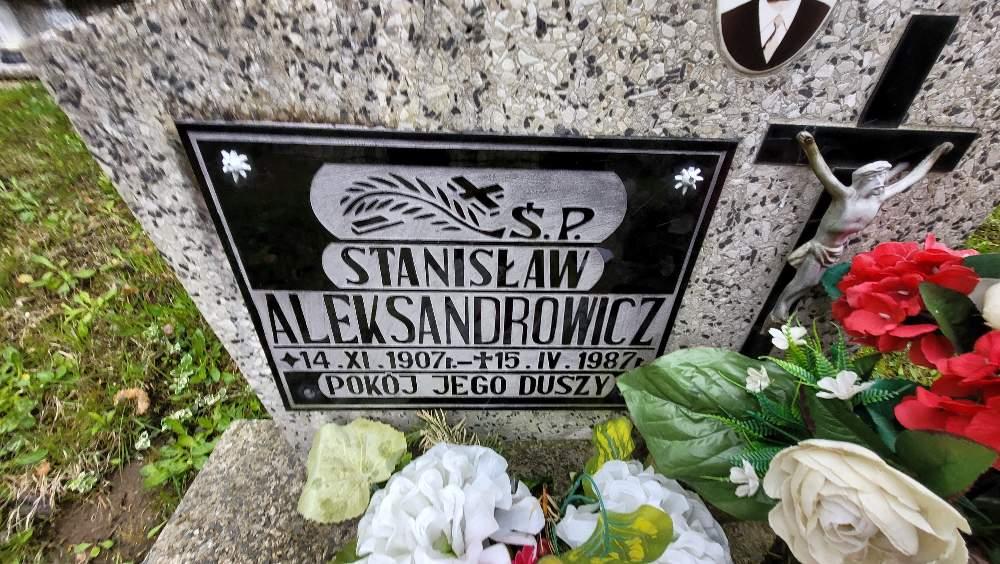 Ś.P.
STANISŁAW
ALEKSANDROWICZ
✦14.XI.1907r.–✝15.IV.1987r.
POKÓJ JEGO DUSZY